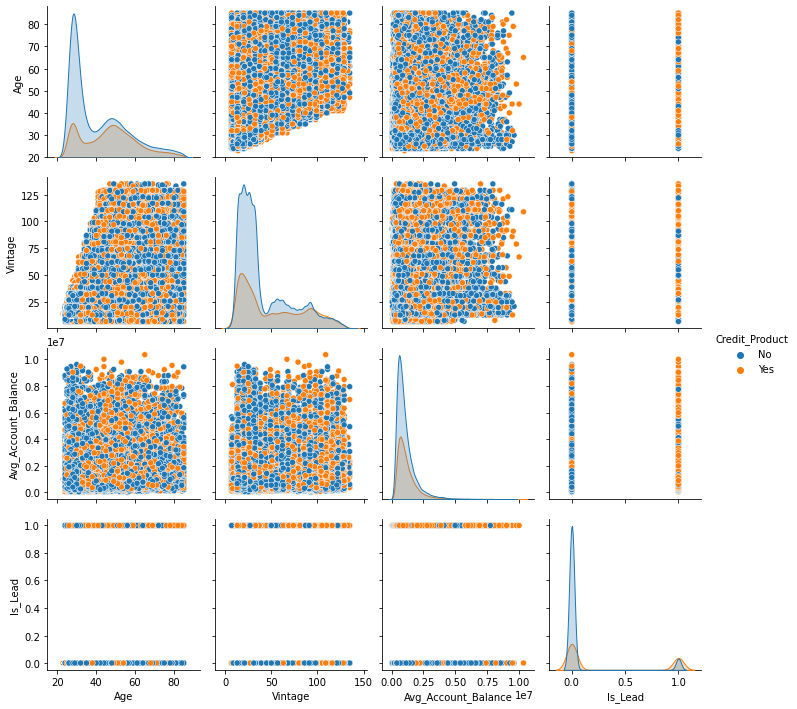 80
70
60
50
40
30
20
Age
125
100
75
50
25
Vintage
Credit_Product
No
Yes
1e7
1.0
0.8
0.6
0.4
0.2
0.0
Avg_Account_Balance
1.0
0.8
0.6
0.4
0.2
0.0
Is_Lead
20 40 60 80
Age
0 50 100 150
Vintage
0.00 0.25 0.50 0.75 1.00
1e7
Avg_Account_Balance
0.0 0.5 1.0
Is_Lead